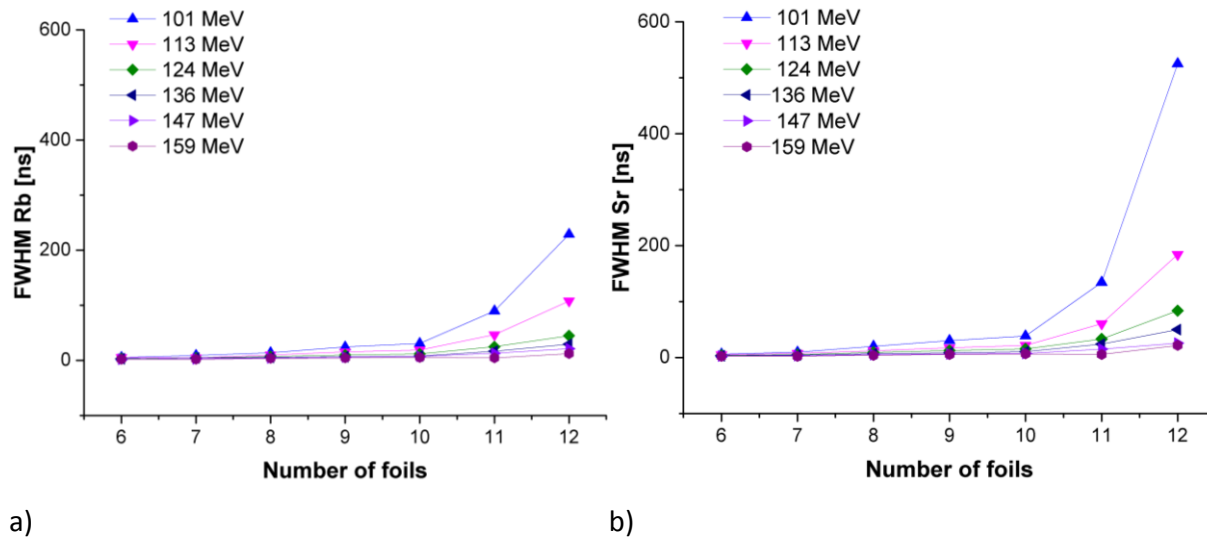 101 MeV
113 MeV
124 MeV
136 MeV
147 MeV
159 MeV
FWHM Rb [ns]
600
400
200
0
6 7 8 9 10 11 12
Number of foils
a)
101 MeV
113 MeV
124 MeV
136 MeV
147 MeV
159 MeV
FWHM Sr [ns]
600
400
200
0
6 7 8 9 10 11 12
Number of foils
b)